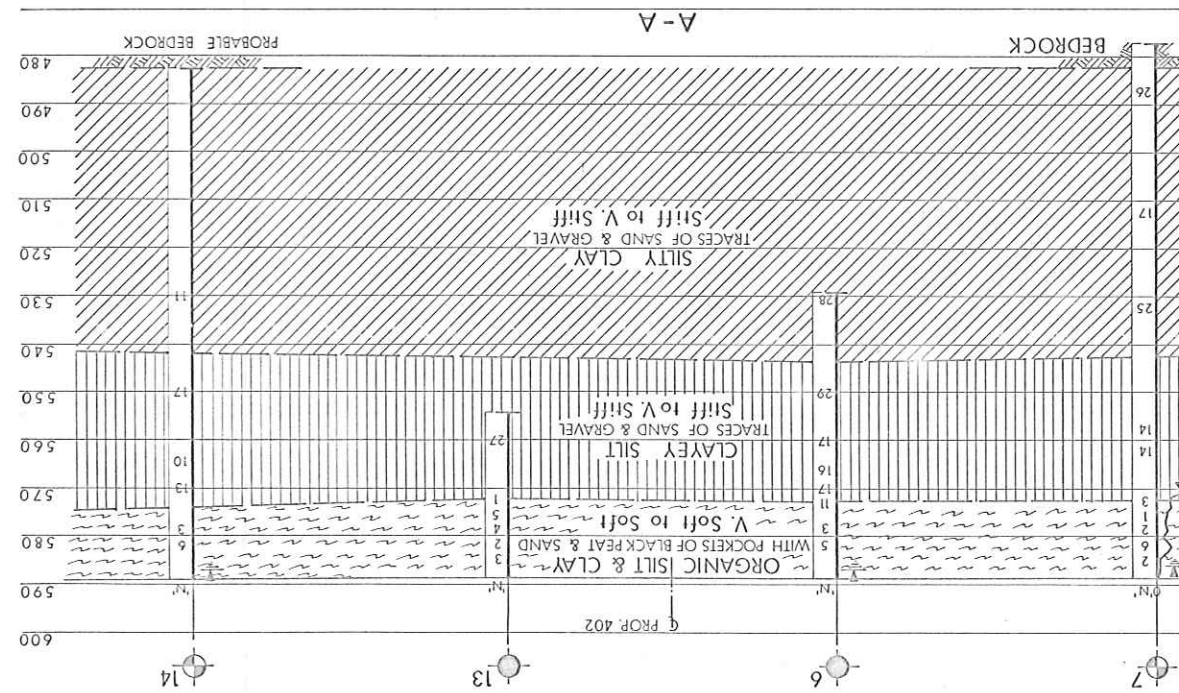 7 6 13 14
600
℄ PROP. 402
'N' 'N' 'N' 'N'
590
2 ORGANIC SILT & CLAY 3
6 5 WITH POCKETS OF BLACK PEAT & SAND 2 6 580
2 3 V. Soft to Soft 4 3
1 5
3 11 1
17 13 570
16 10
14 17 CLAYEY SILT 27 560
14 TRACES OF SAND & GRAVEL
Stiff to V. Stiff
29 17 550
540
25
28 11 530
SILTY CLAY
TRACES OF SAND & GRAVEL 520
Stiff to V. Stiff
17 510
500
490
26
480
BEDROCK PROBABLE BEDROCK
A-A